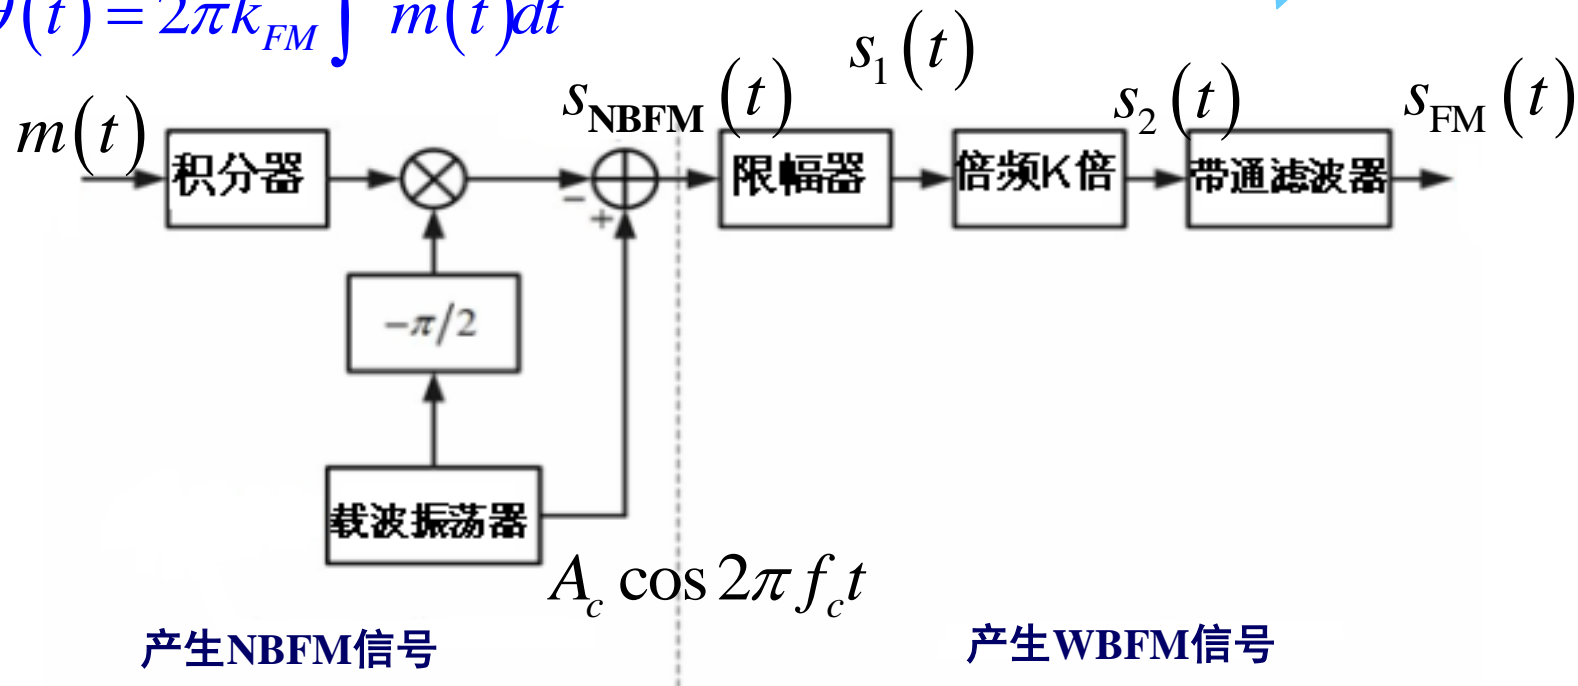 (t) = 2πk_FM ∫ m(t)dt
s₁(t)
m(t)
s_NBFM(t)
s₂(t)
s_FM(t)
积分器
限幅器
倍频K倍
带通滤波器
−
+
−π/2
载波振荡器
A_c cos 2πf_c t
产生NBFM信号
产生WBFM信号